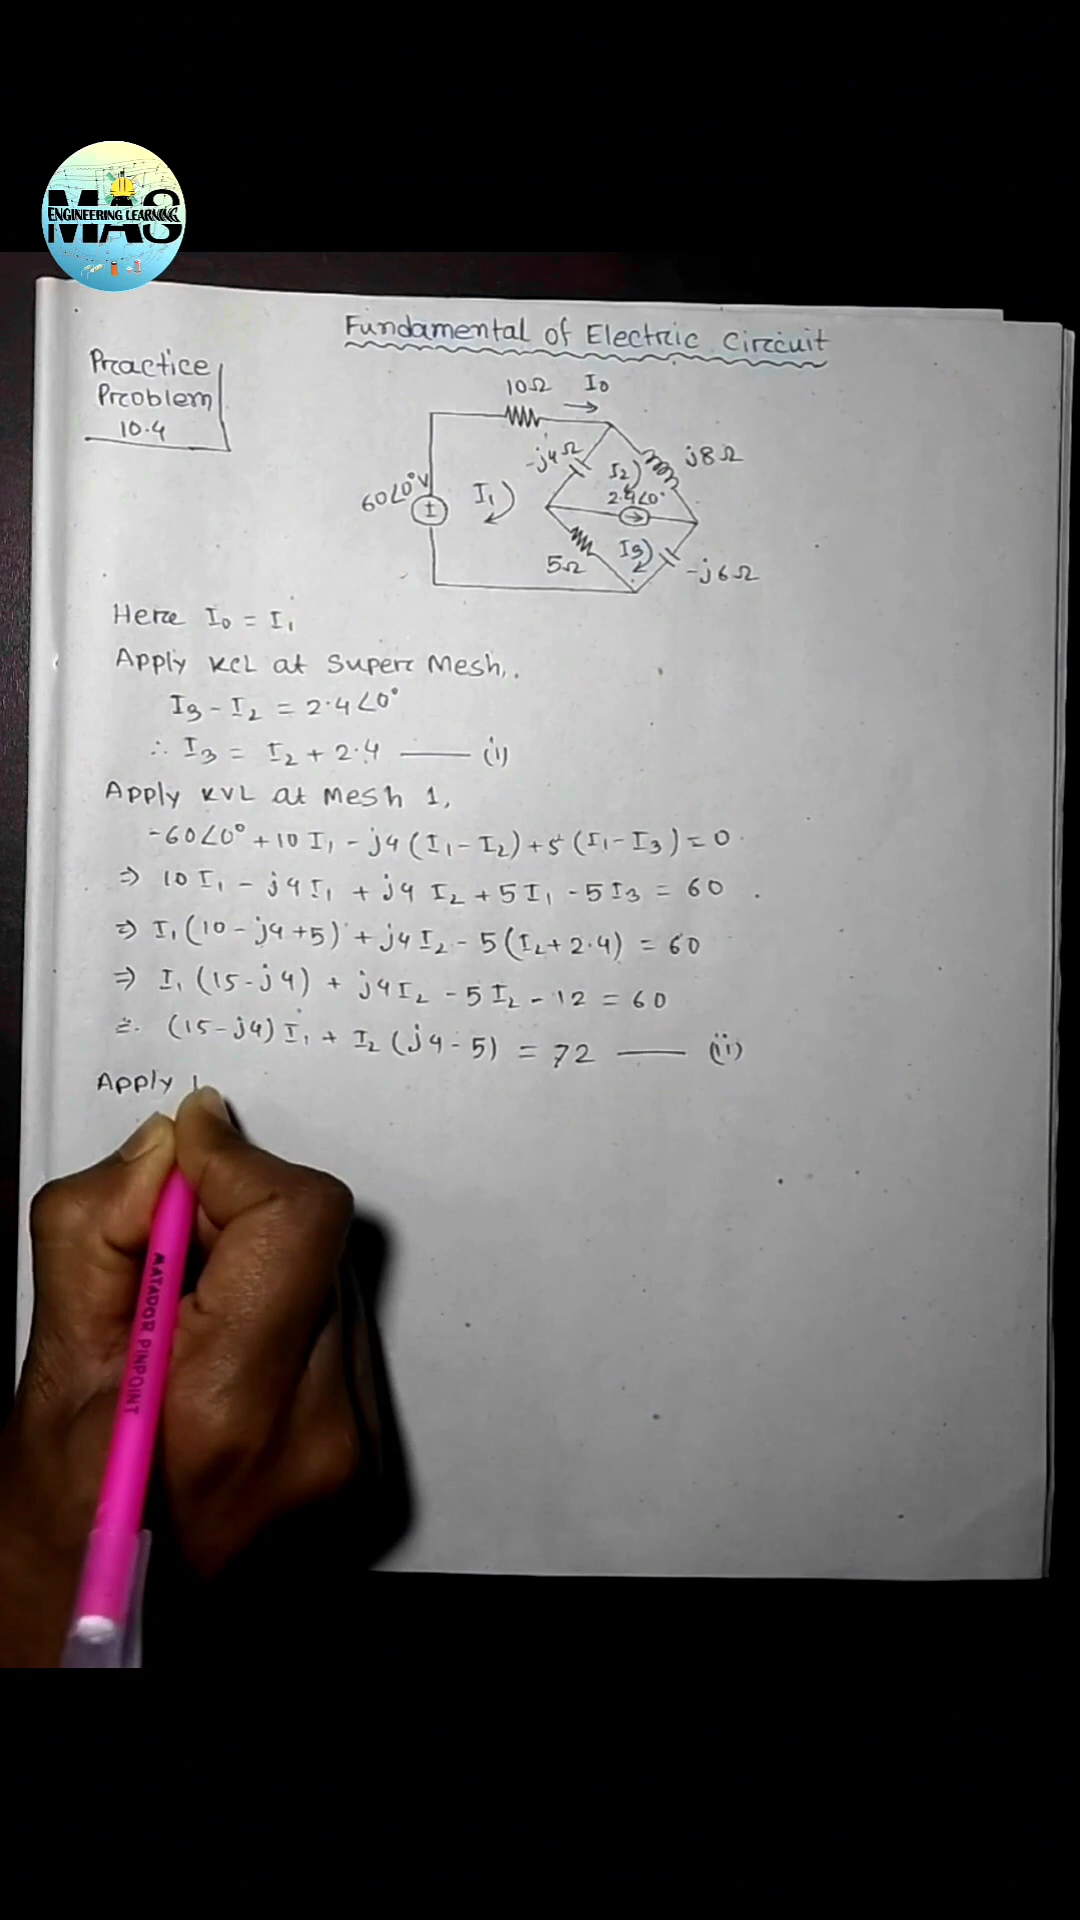 MAS
ENGINEERING LEARNING
Fundamental of Electric Circuit
Practice
Problem
10.4
10Ω I₀
-j4Ω
j8Ω
60∠0°V
I₁
I₂
2.4∠0°
I₃
5Ω
-j6Ω
Here I₀ = I₁
Apply KCL at Super Mesh,
I₃ - I₂ = 2.4∠0°
∴ I₃ = I₂ + 2.4 —— (i)
Apply KVL at Mesh 1,
-60∠0° + 10 I₁ - j4 (I₁ - I₂) + 5 (I₁ - I₃) = 0
⇒ 10 I₁ - j4 I₁ + j4 I₂ + 5 I₁ - 5 I₃ = 60
⇒ I₁ (10 - j4 + 5) + j4 I₂ - 5 (I₂ + 2.4) = 60
⇒ I₁ (15 - j4) + j4 I₂ - 5 I₂ - 12 = 60
∴ (15 - j4) I₁ + I₂ (j4 - 5) = 72 —— (ii)
Apply
MATADOR PINPOINT